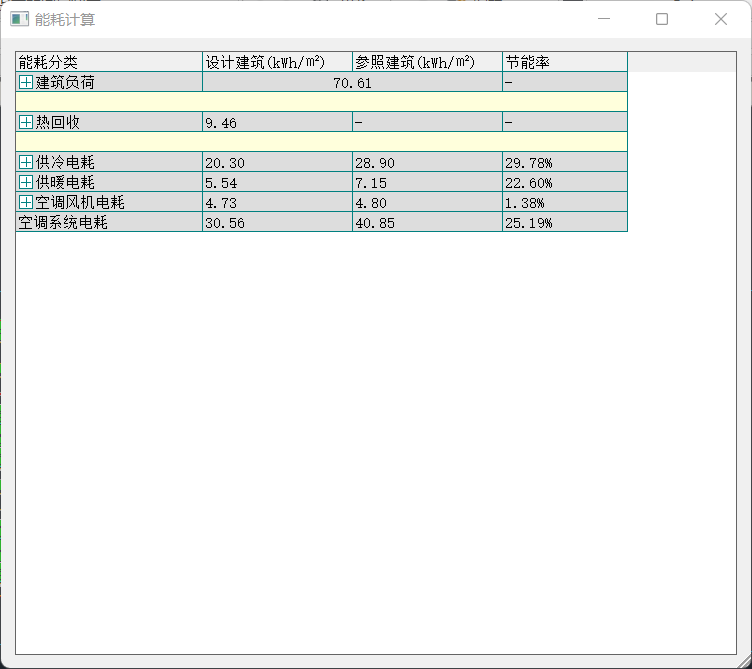 能耗计算
能耗分类 设计建筑(kWh/㎡) 参照建筑(kWh/㎡) 节能率
建筑负荷 70.61 -
热回收 9.46 - -
供冷电耗 20.30 28.90 29.78%
供暖电耗 5.54 7.15 22.60%
空调风机电耗 4.73 4.80 1.38%
空调系统电耗 30.56 40.85 25.19%